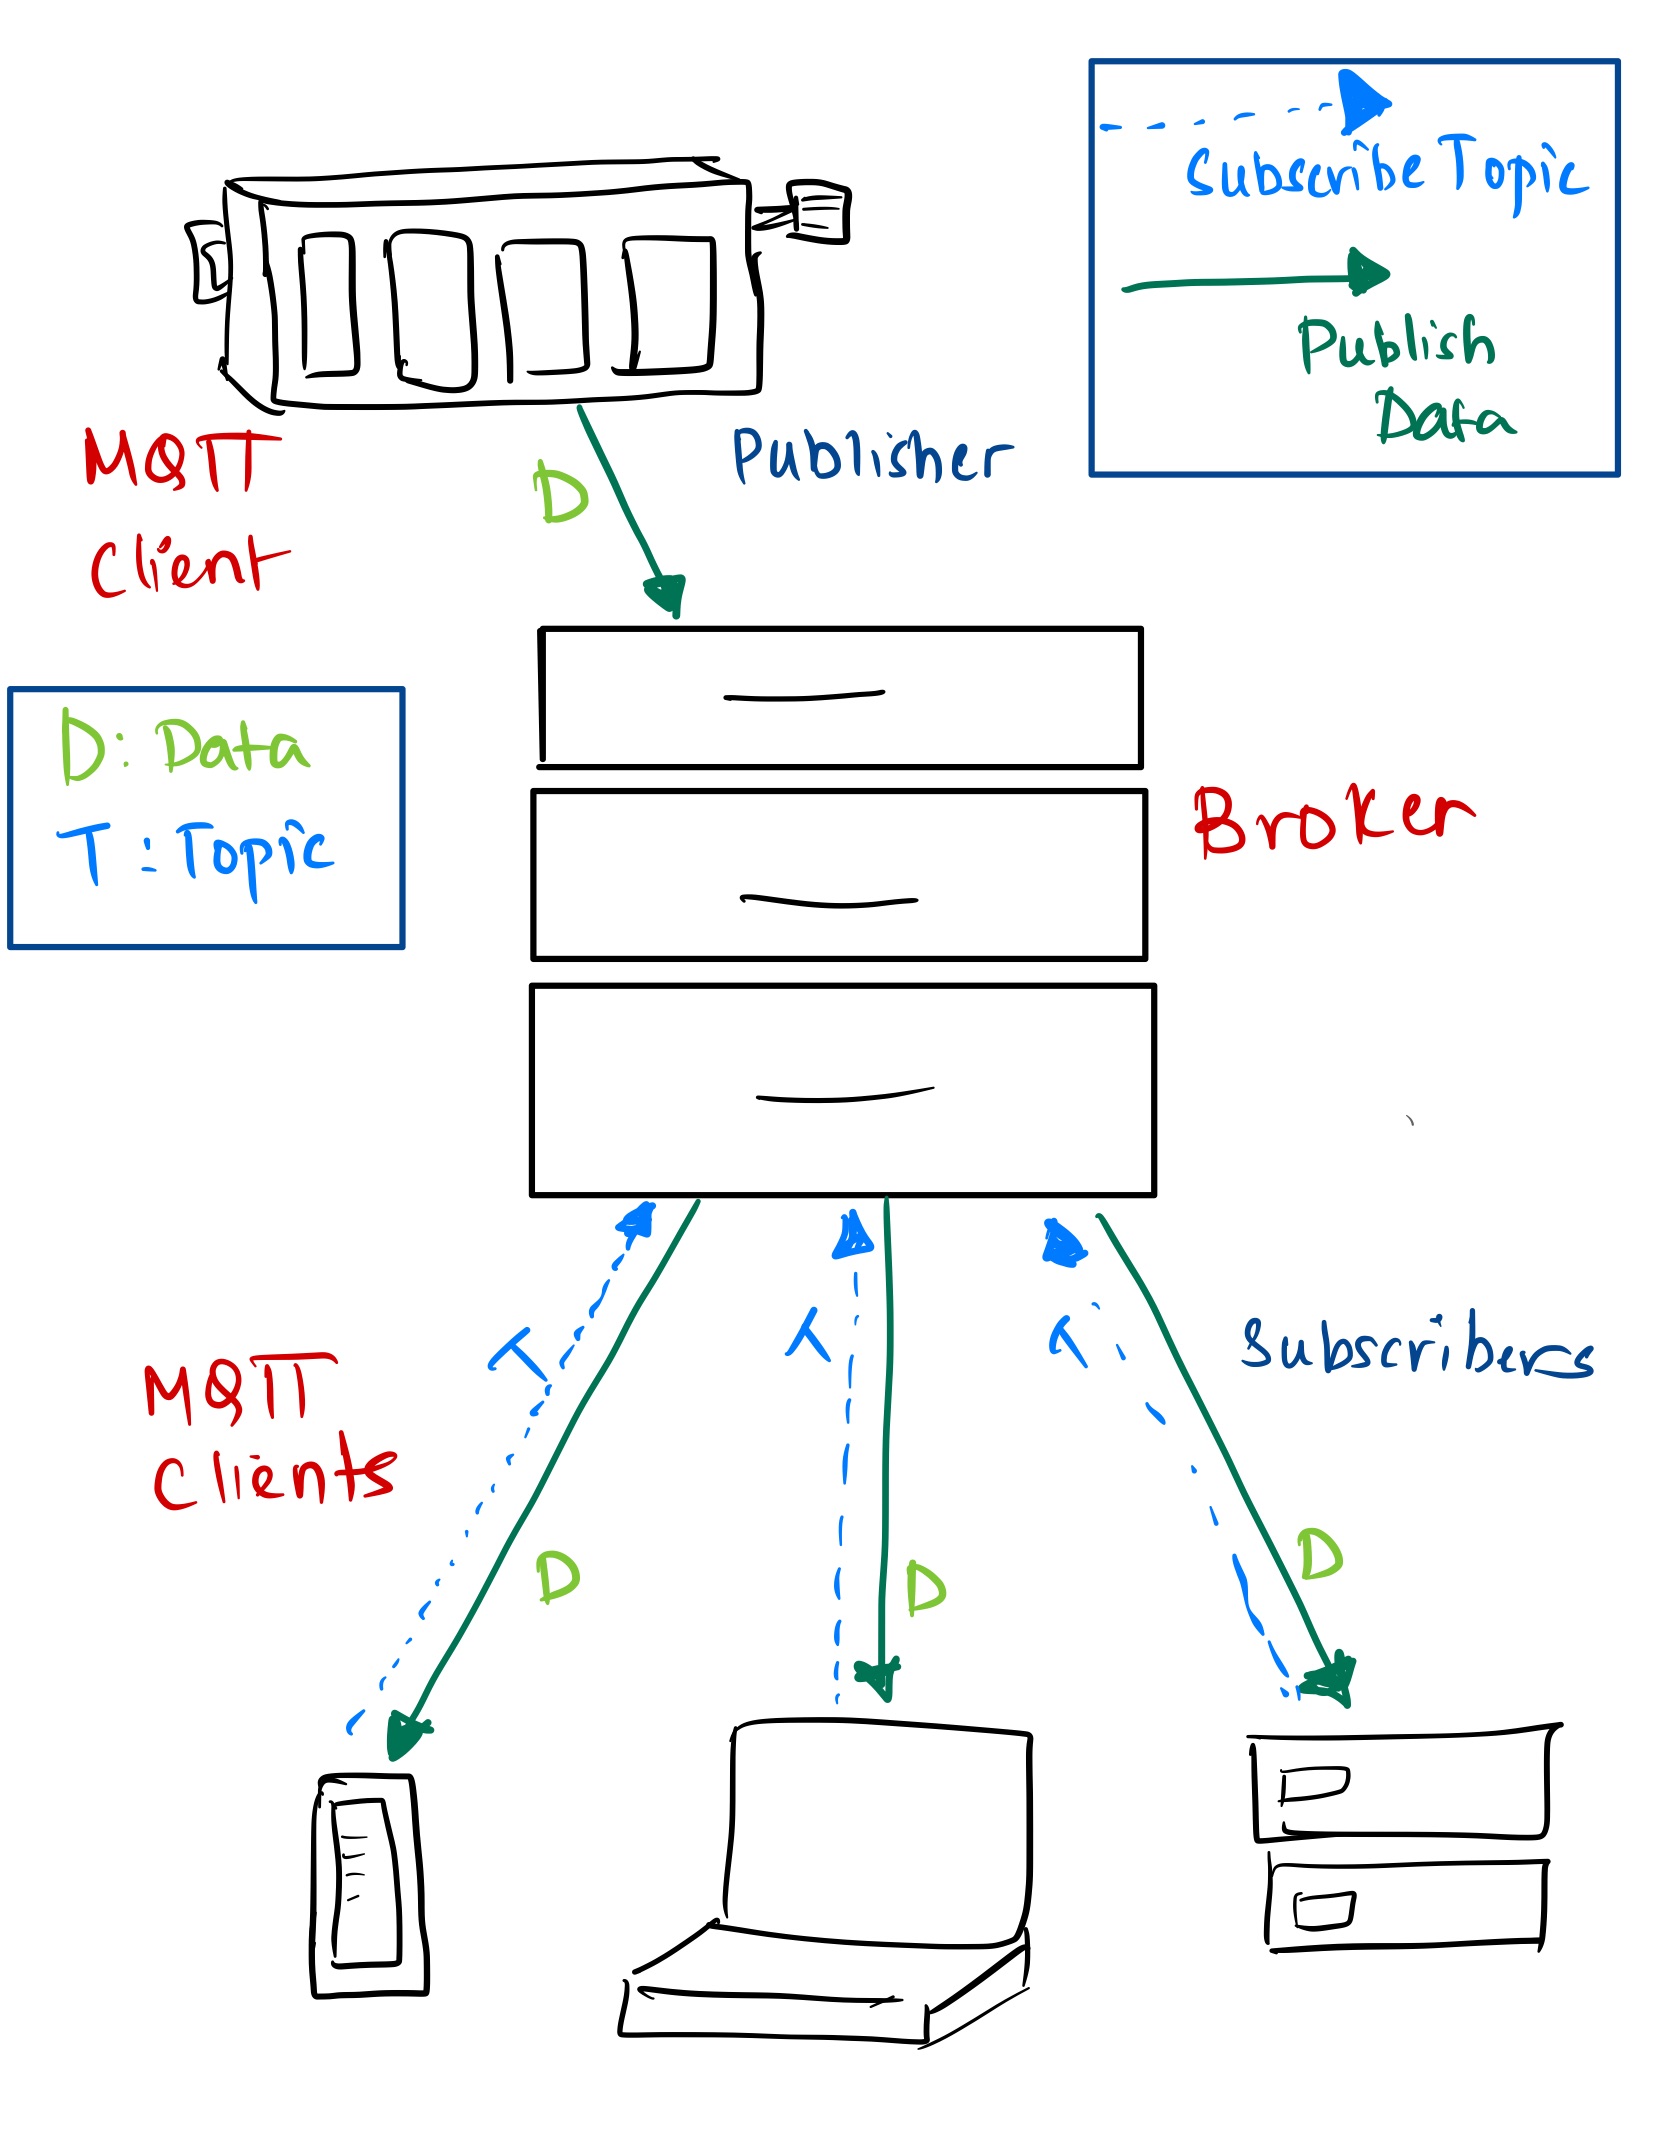 Subscribe Topic
Publish
Data
MQTT
Client
Publisher
D
D: Data
T: Topic
Broker
T
T
T
Subscribers
MQTT
Clients
D
D
D